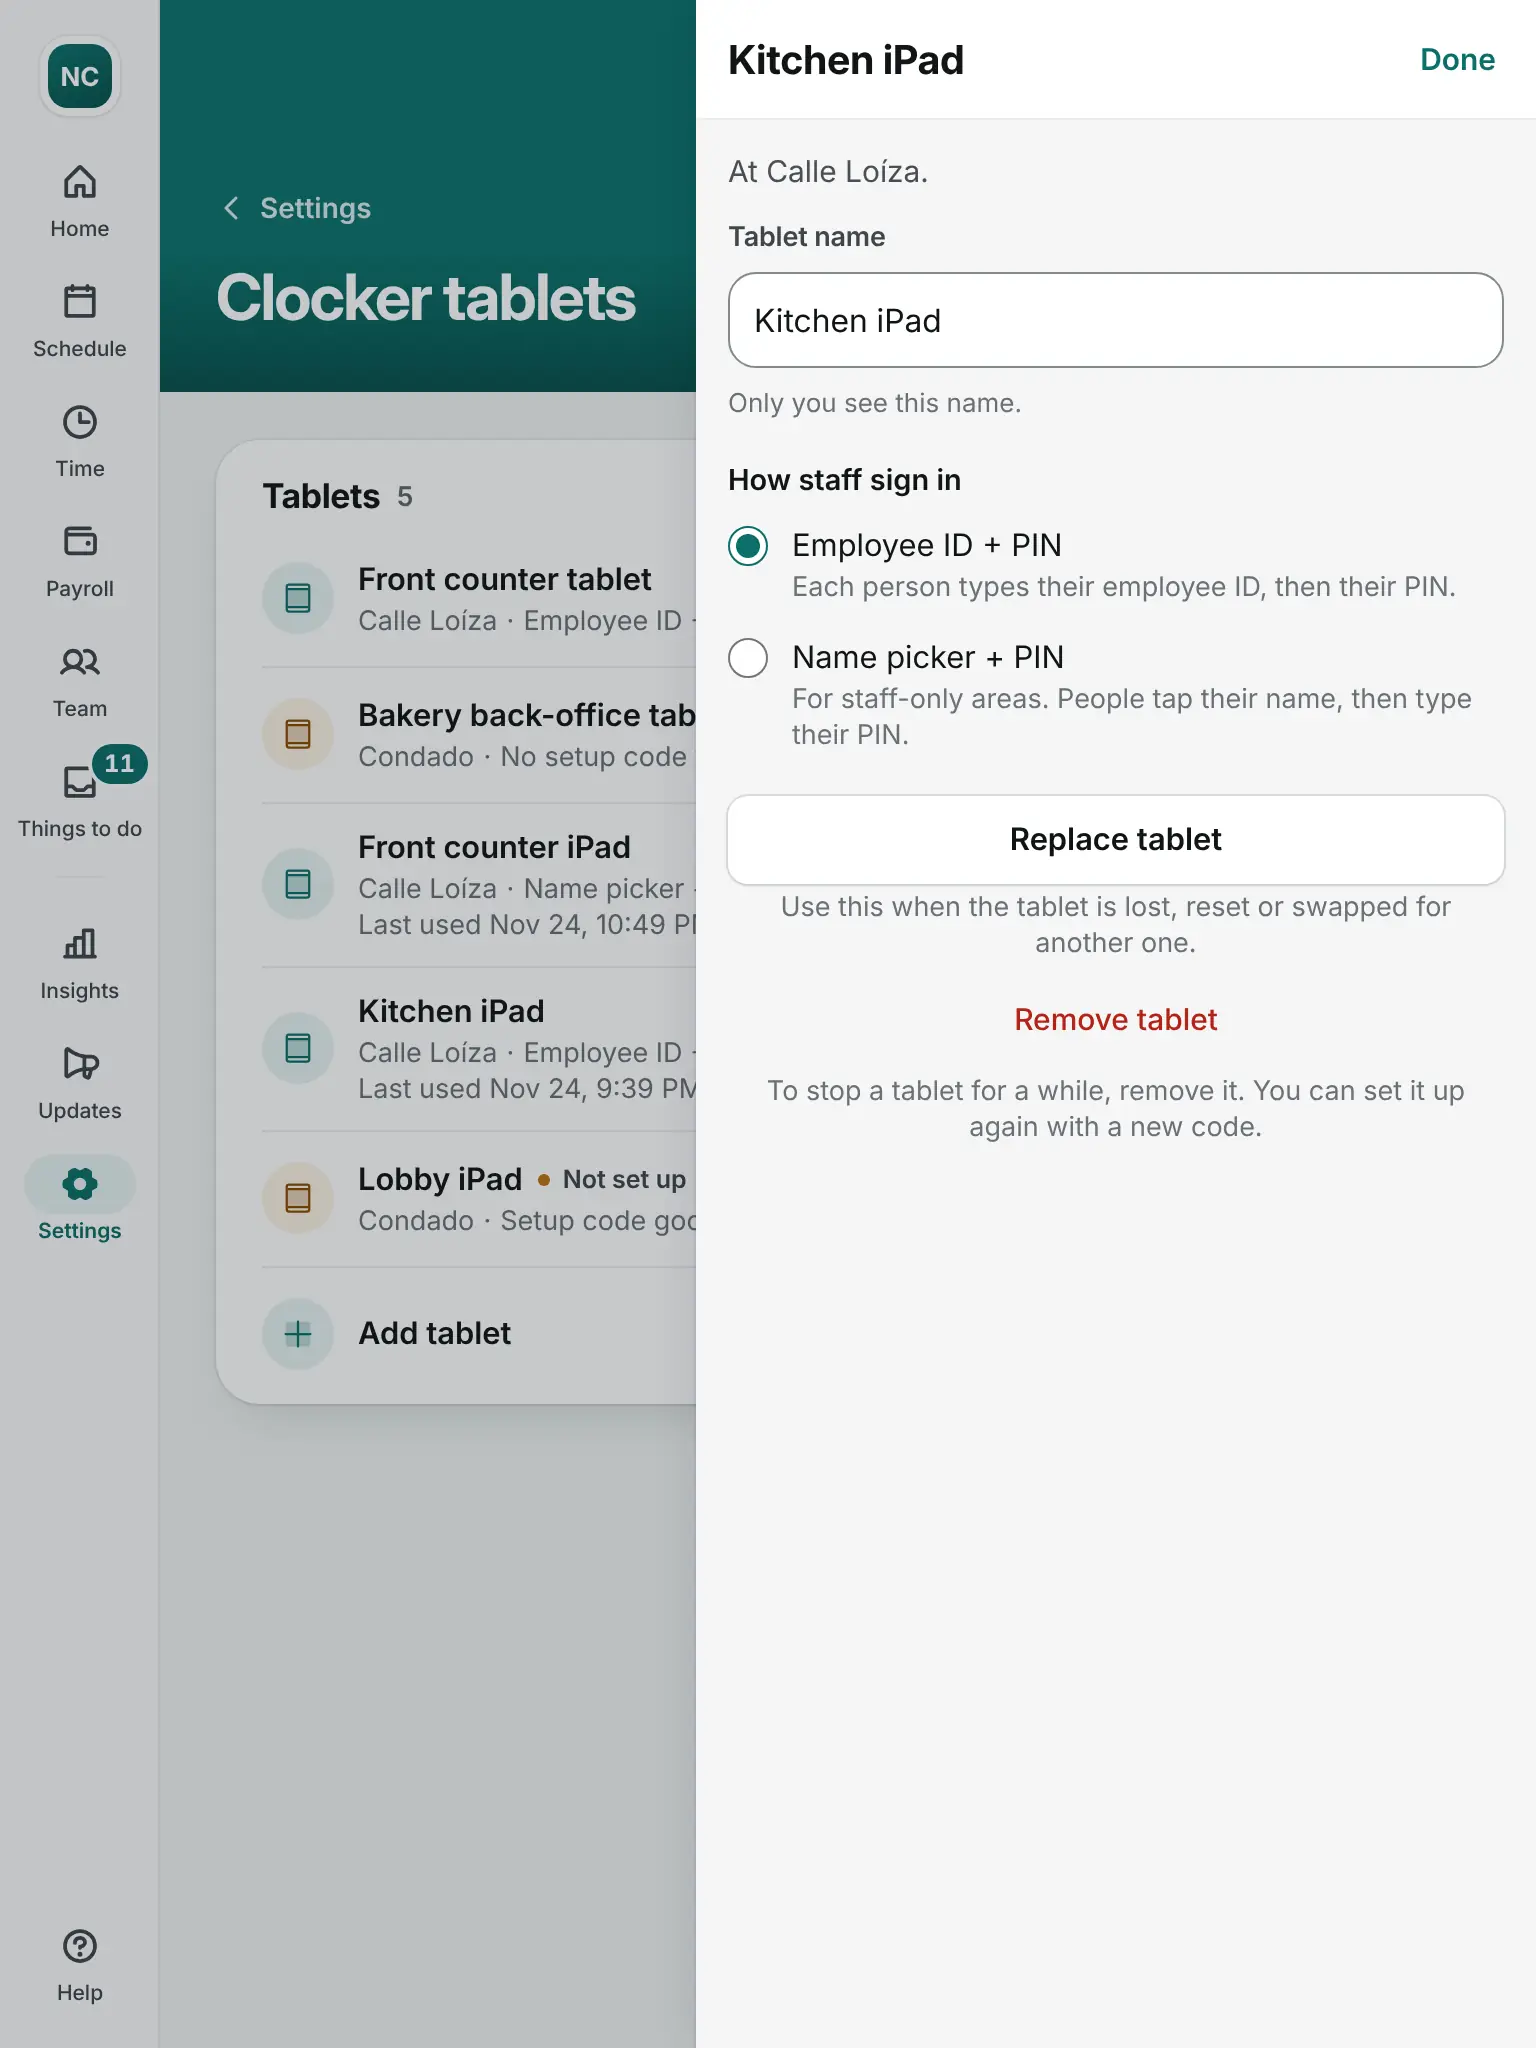 NC
Home
Schedule
Time
Payroll
Team
11
Things to do
Insights
Updates
Settings
Help
Settings
Clocker tablets
Tablets 5
Front counter tablet
Calle Loíza · Employee ID
Bakery back-office tab
Condado · No setup code
Front counter iPad
Calle Loíza · Name picker
Last used Nov 24, 10:49 PM
Kitchen iPad
Calle Loíza · Employee ID
Last used Nov 24, 9:39 PM
Lobby iPad Not set up
Condado · Setup code goo
Add tablet
Kitchen iPad
Done
At Calle Loíza.
Tablet name
Kitchen iPad
Only you see this name.
How staff sign in
Employee ID + PIN
Each person types their employee ID, then their PIN.
Name picker + PIN
For staff-only areas. People tap their name, then type
their PIN.
Replace tablet
Use this when the tablet is lost, reset or swapped for
another one.
Remove tablet
To stop a tablet for a while, remove it. You can set it up
again with a new code.